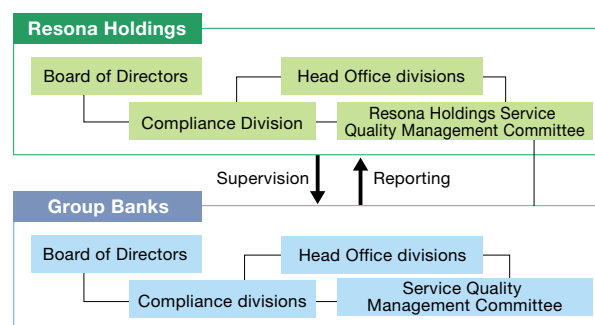 Resona Holdings
Board of Directors
Head Office divisions
Compliance Division
Resona Holdings Service
Quality Management Committee
Supervision
Reporting
Group Banks
Board of Directors
Head Office divisions
Compliance divisions
Service Quality
Management Committee